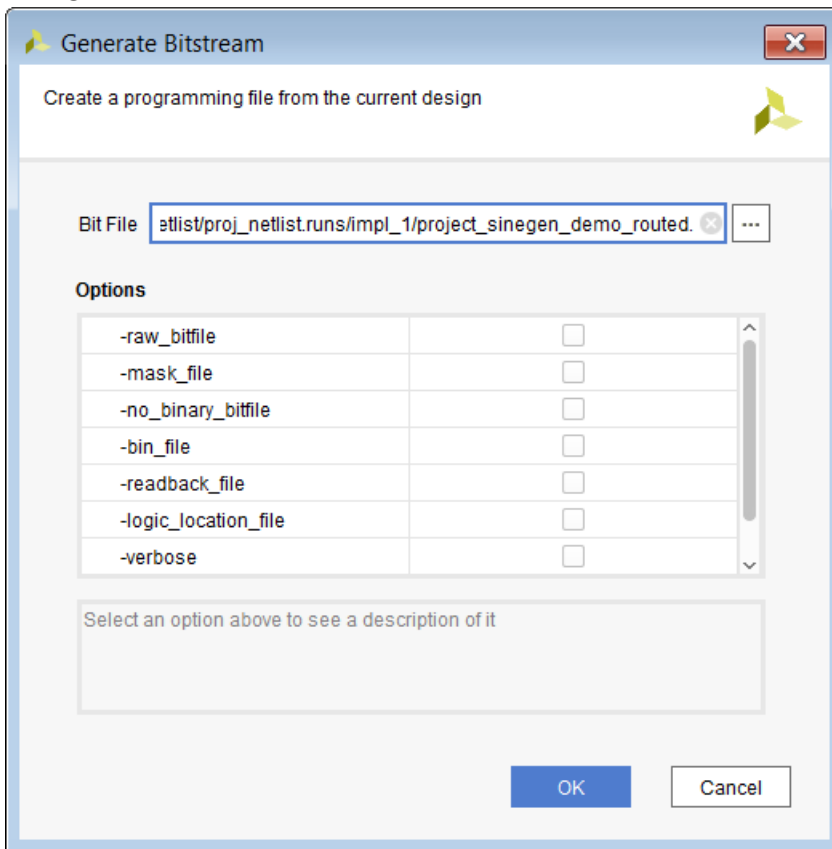 Generate Bitstream
Create a programming file from the current design
Bit File etlist/proj_netlist.runs/impl_1/project_sinegen_demo_routed. ...
Options
-raw_bitfile
-mask_file
-no_binary_bitfile
-bin_file
-readback_file
-logic_location_file
-verbose
Select an option above to see a description of it
OK Cancel